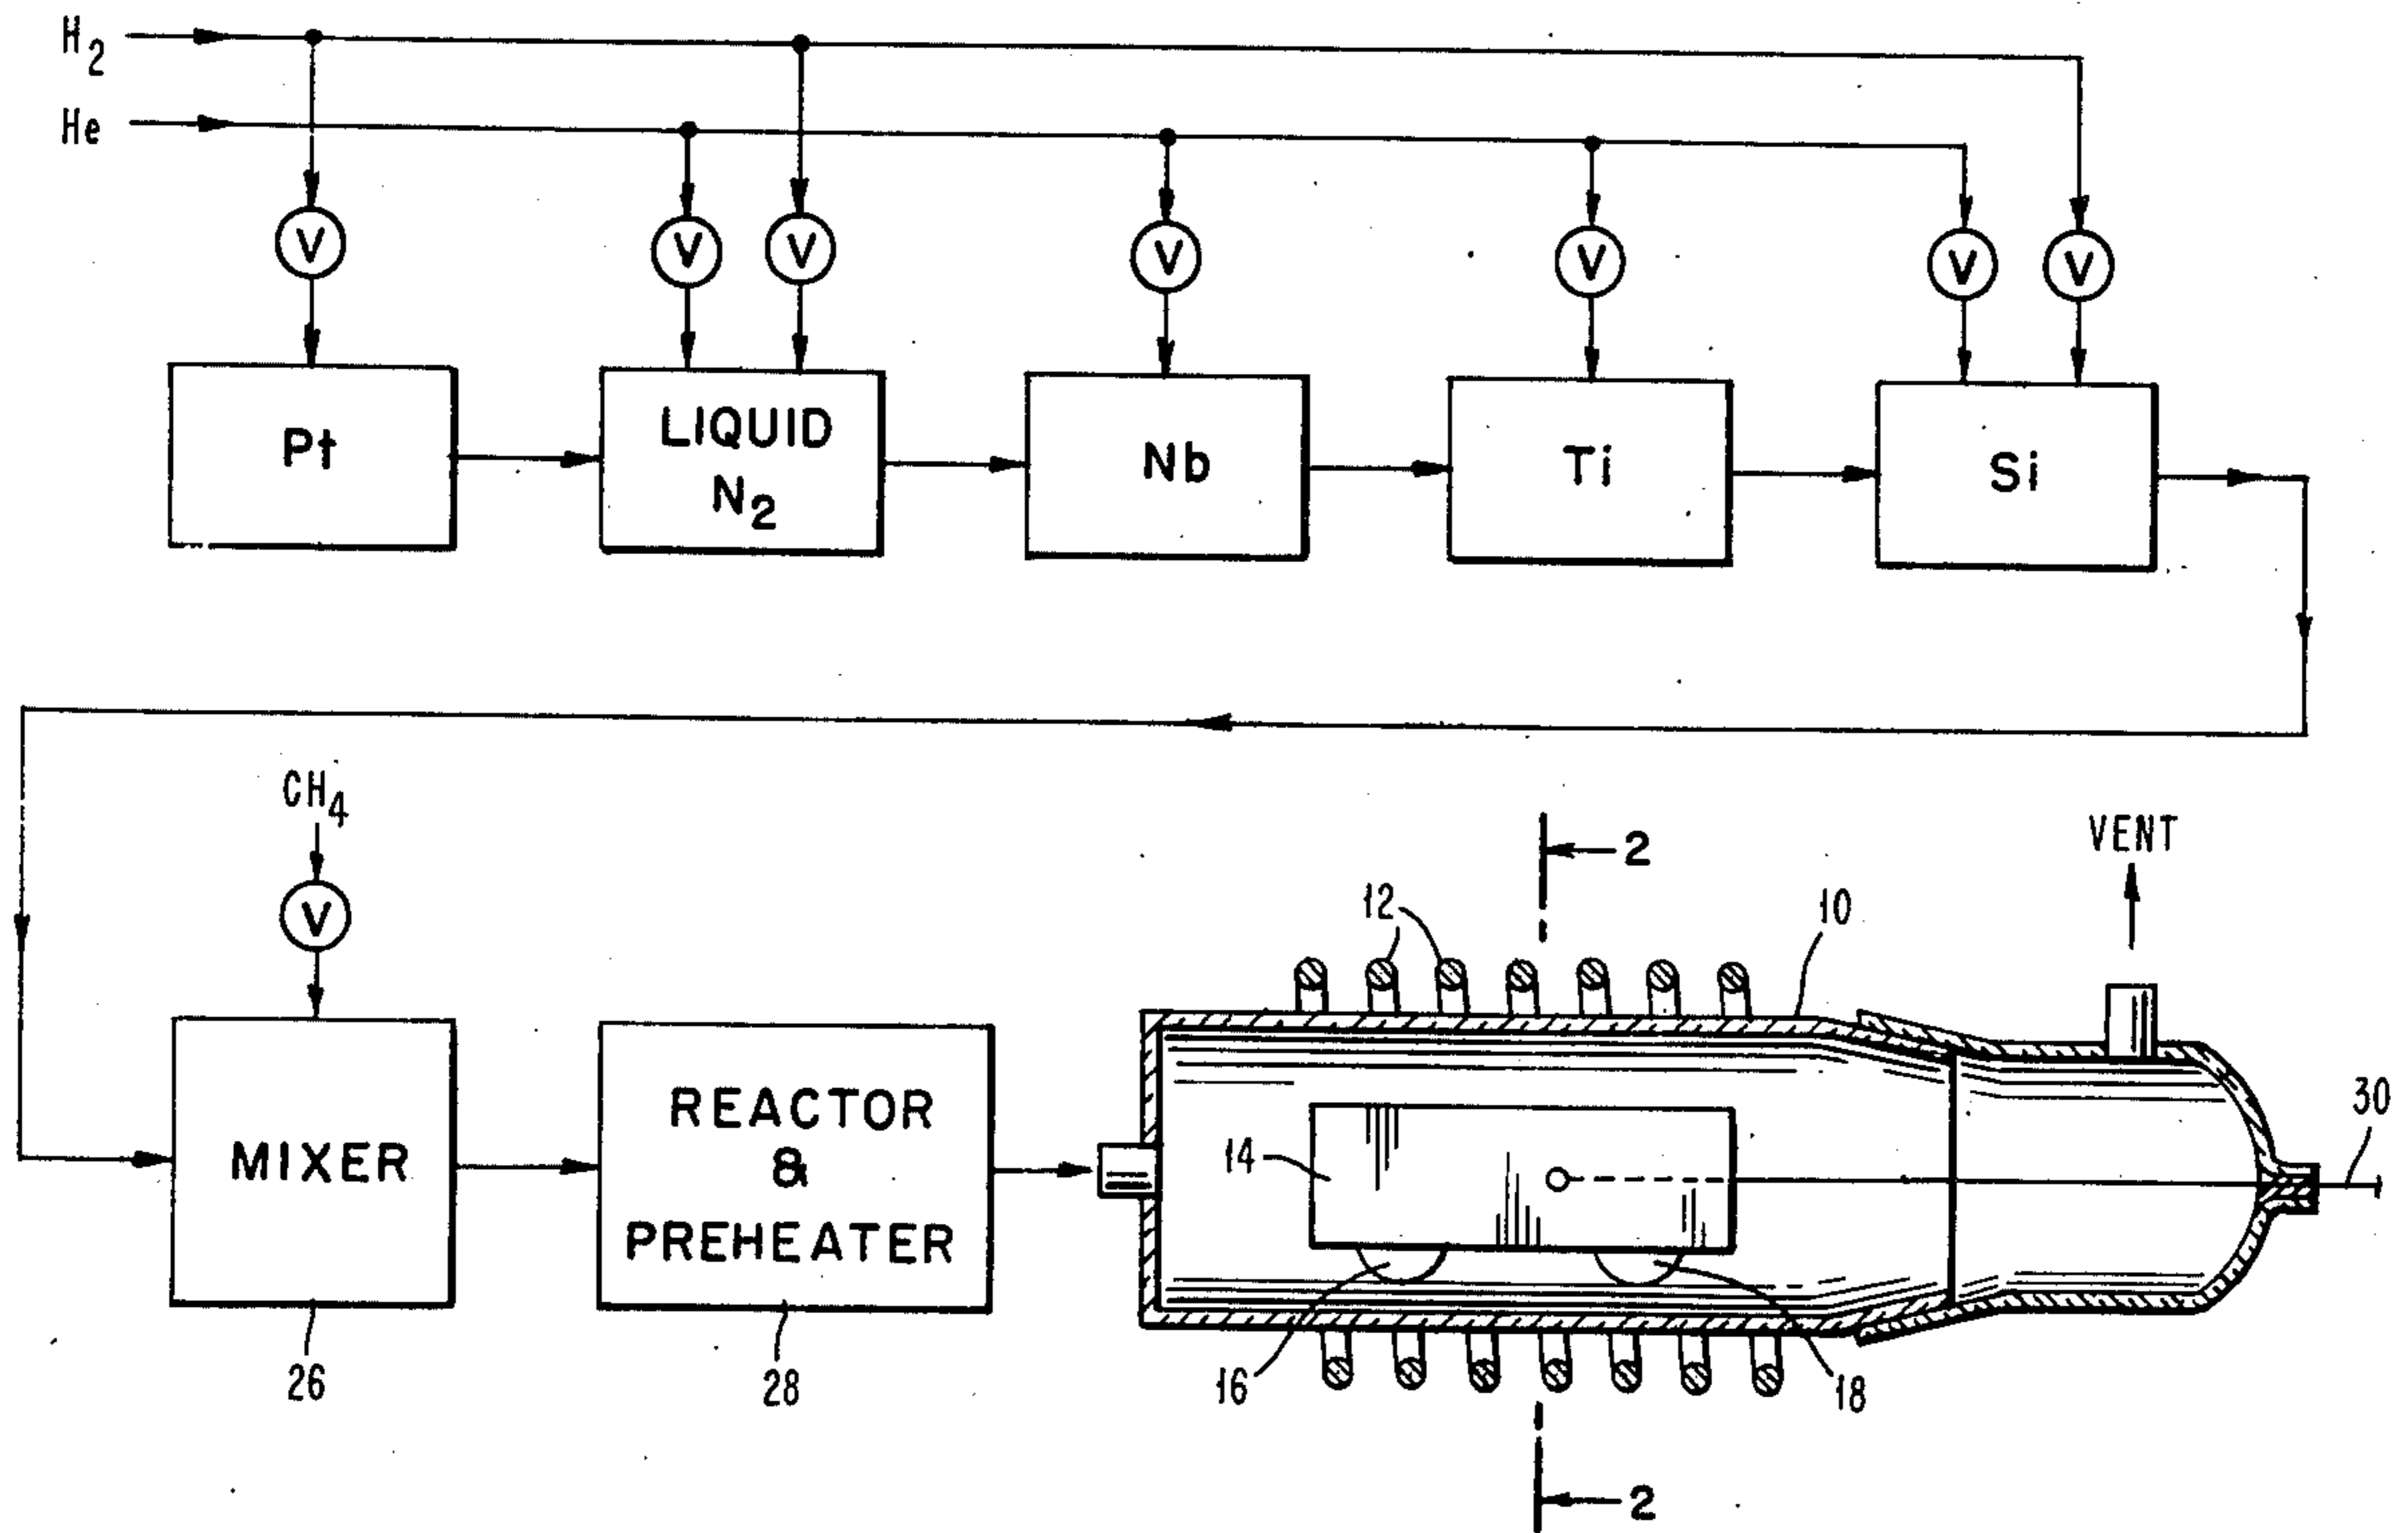 H2
He
V
V
V
V
V
V
V
Pt
LIQUID
N2
Nb
Ti
Si
CH4
V
2
VENT
12
10
MIXER
REACTOR
&
PREHEATER
14
30
26
28
16
18
2